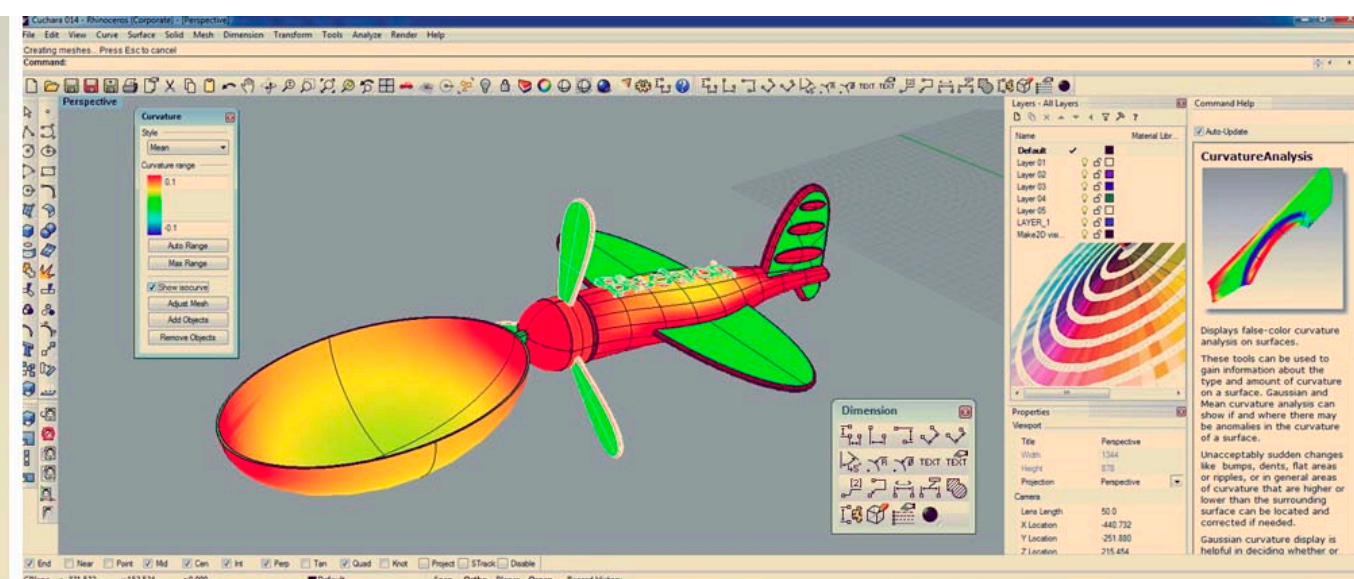 Cuchara 014 - Rhinoceros (Corporate) - [Perspective]
File Edit View Curve Surface Solid Mesh Dimension Transform Tools Analyze Render Help
Creating meshes... Press Esc to cancel
Command:
Perspective
Curvature
Style
Mean
Curvature range
0.1
-0.1
Auto Range
Max Range
Show isocurve
Adjust Mesh
Add Objects
Remove Objects
Dimension
TEXT TEXT
Layers - All Layers
Name Material Libr...
Default
Layer 01
Layer 02
Layer 03
Layer 04
Layer 05
LAYER_1
Make2D visi...
Properties
Viewport
Title Perspective
Width 1344
Height 878
Projection Perspective
Camera
Lens Length 50.0
X Location -440.732
Y Location -251.880
Z Location 215.454
Command Help
Auto-Update
CurvatureAnalysis
Displays false-color curvature
analysis on surfaces.
These tools can be used to
gain information about the
type and amount of curvature
on a surface. Gaussian and
Mean curvature analysis can
show if and where there may
be anomalies in the curvature
of a surface.
Unacceptably sudden changes
like bumps, dents, flat areas
or ripples, or in general areas
of curvature that are higher or
lower than the surrounding
surface can be located and
corrected if needed.
Gaussian curvature display is
helpful in deciding whether or
End Near Point Mid Cen Int Perp Tan Quad Knot Project STrack Disable